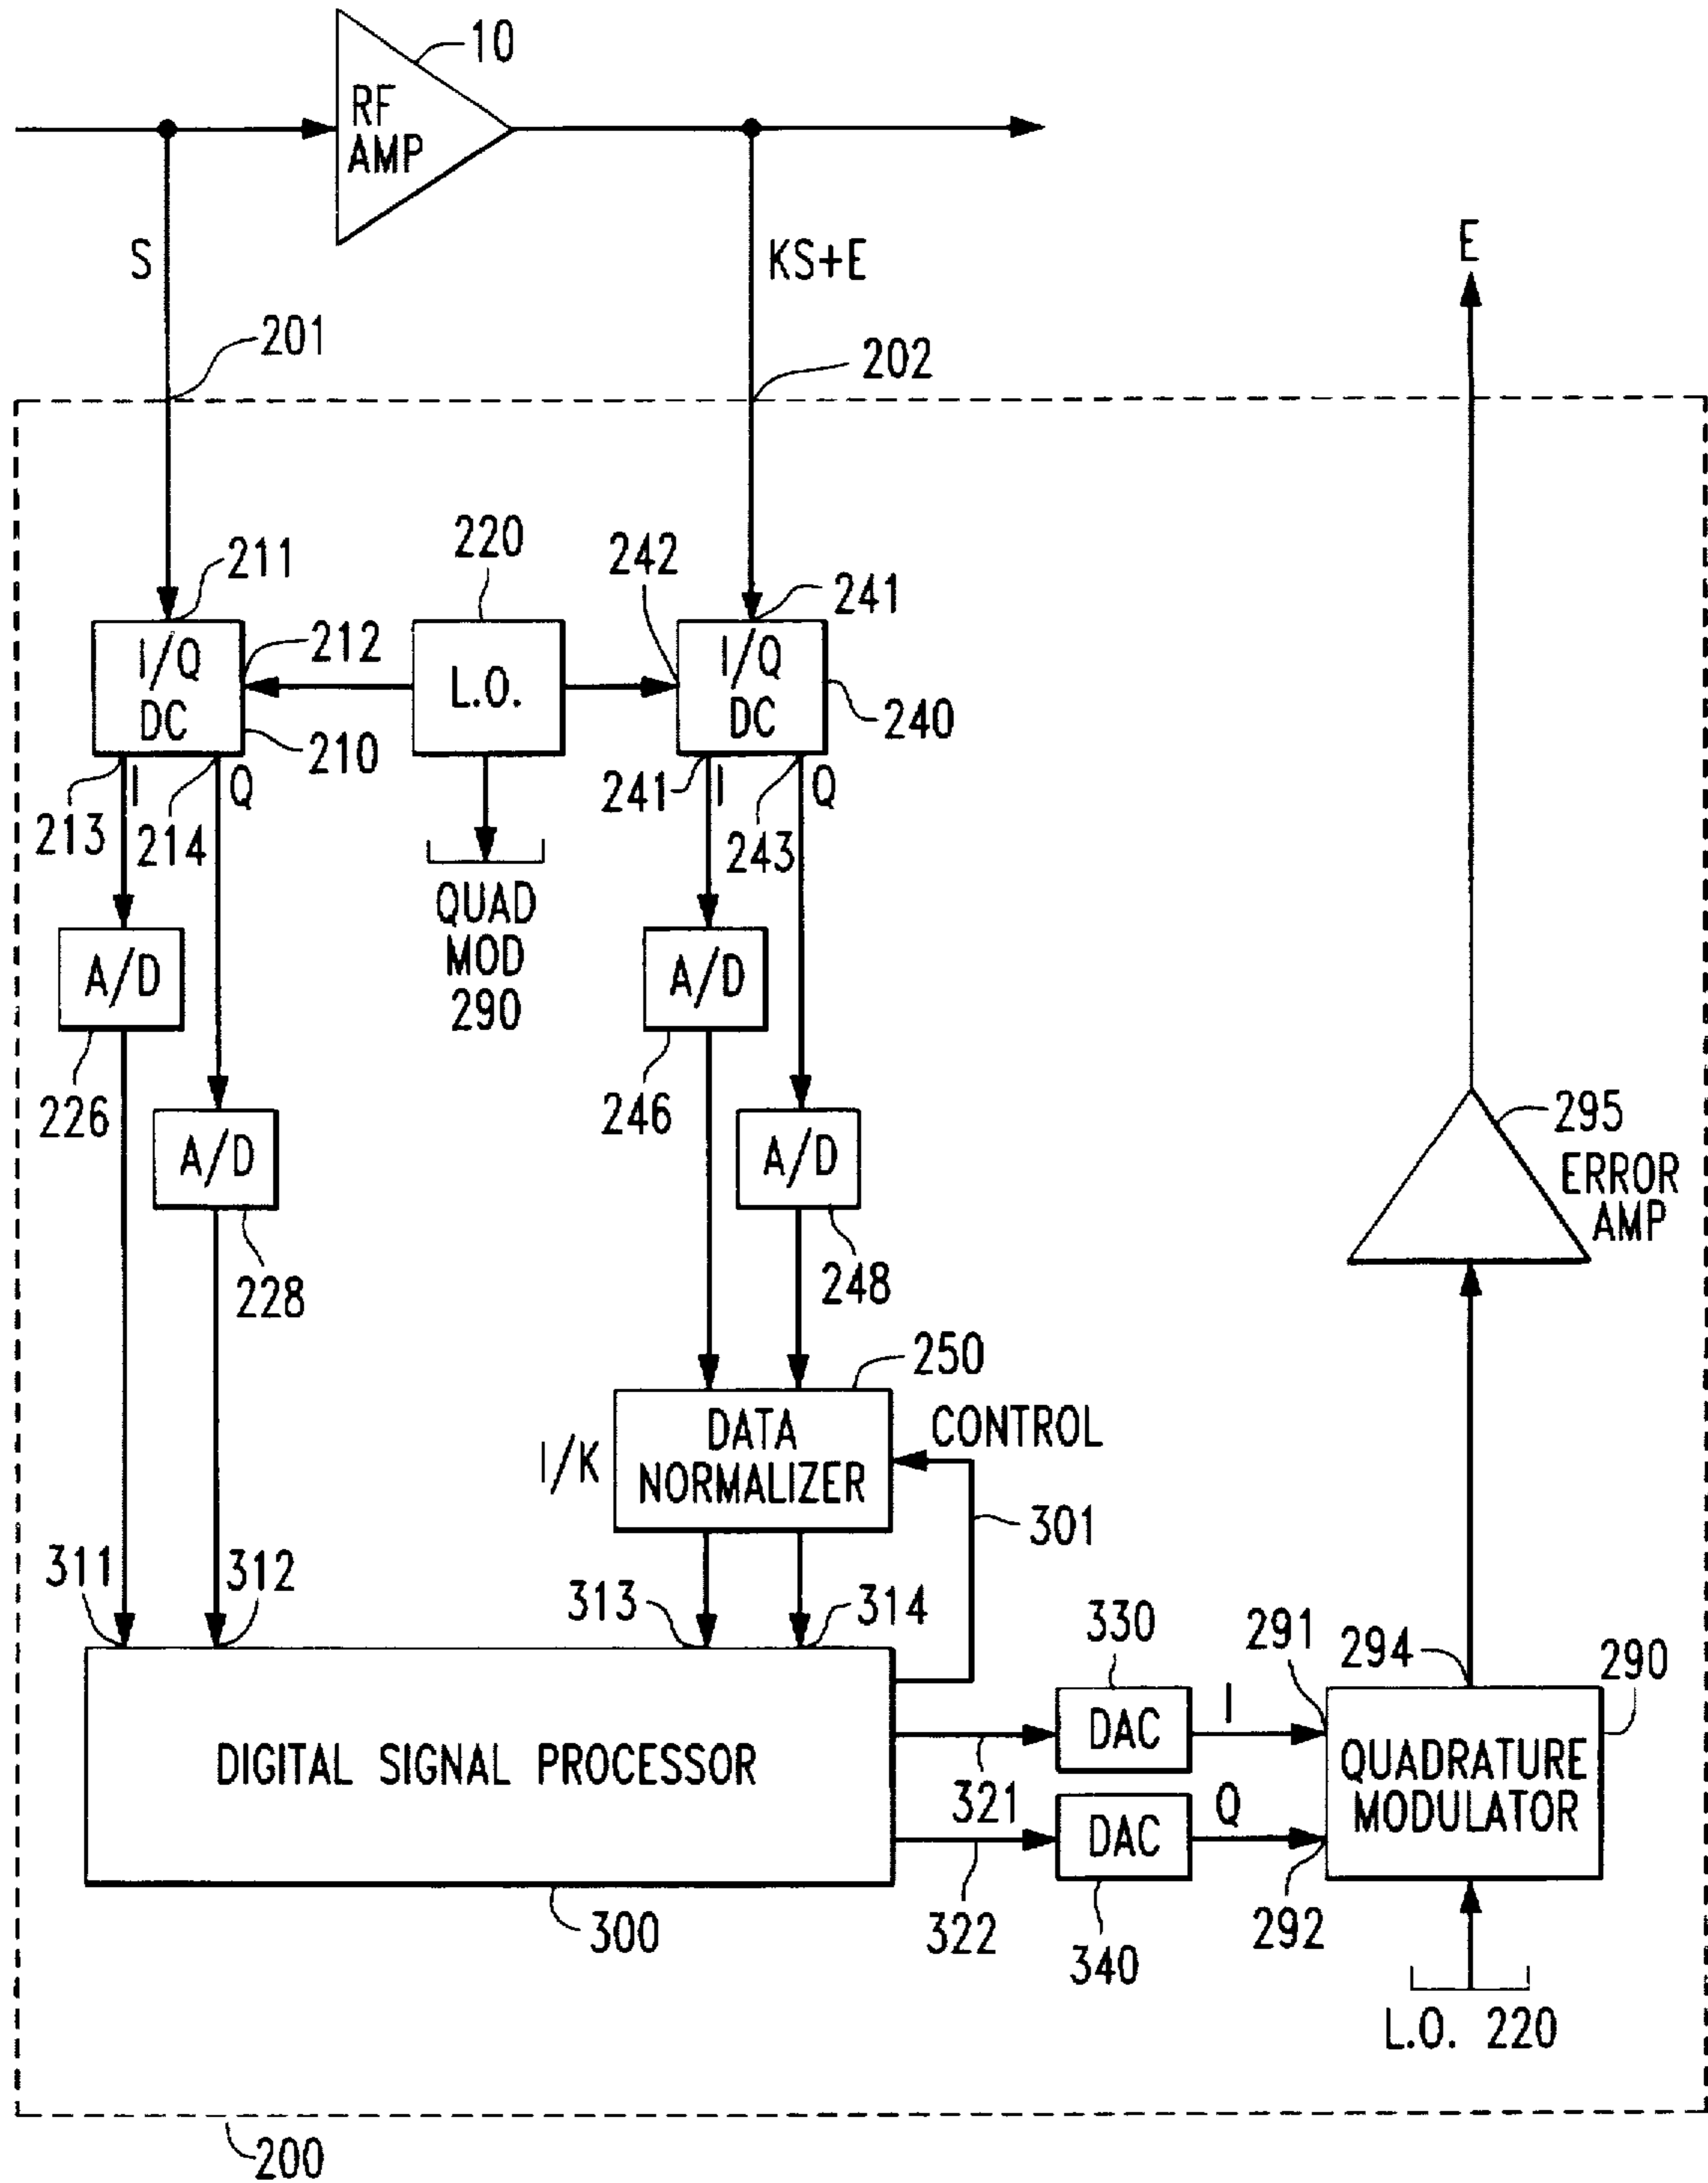 10
RF
AMP
S
KS+E
E
201
202
211
220
242
241
I/Q
DC
212
L.O.
I/Q
DC
210
240
I
Q
241
I
Q
213
214
243
QUAD
MOD
290
A/D
A/D
226
246
295
A/D
A/D
ERROR
AMP
228
248
250
I/K
DATA
NORMALIZER
CONTROL
301
311
312
313
314
330
291
294
290
DIGITAL SIGNAL PROCESSOR
DAC
I
QUADRATURE
MODULATOR
321
DAC
Q
300
322
340
292
L.O. 220
200